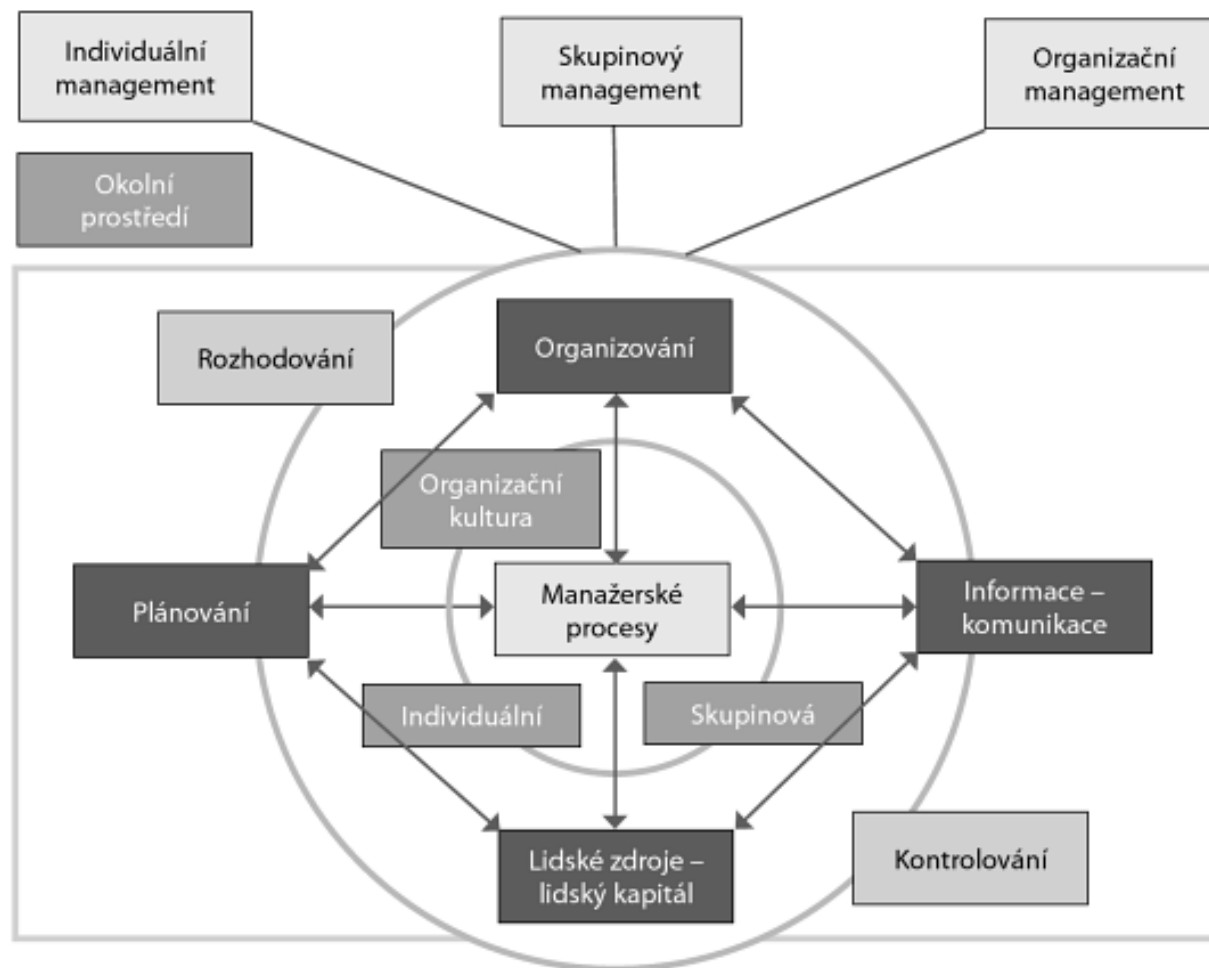 Individuální
management
Skupinový
management
Organizační
management
Okolní
prostředí
Rozhodování
Organizování
Organizační
kultura
Plánování
Manažerské
procesy
Informace –
komunikace
Individuální
Skupinová
Lidské zdroje –
lidský kapitál
Kontrolování